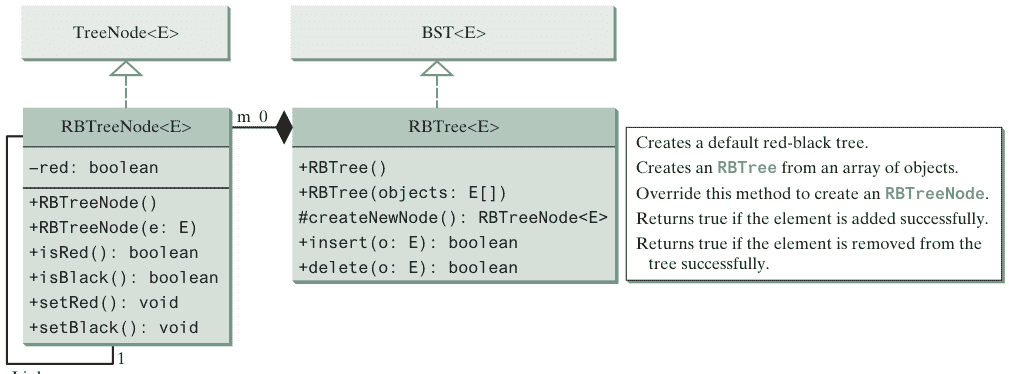 TreeNode<E>
BST<E>
RBTreeNode<E>
m 0
RBTree<E>
–red: boolean
+RBTreeNode()
+RBTreeNode(e: E)
+isRed(): boolean
+isBlack(): boolean
+setRed(): void
+setBlack(): void
1
+RBTree()
+RBTree(objects: E[])
#createNewNode(): RBTreeNode<E>
+insert(o: E): boolean
+delete(o: E): boolean
Creates a default red-black tree.
Creates an RBTree from an array of objects.
Override this method to create an RBTreeNode.
Returns true if the element is added successfully.
Returns true if the element is removed from the
tree successfully.